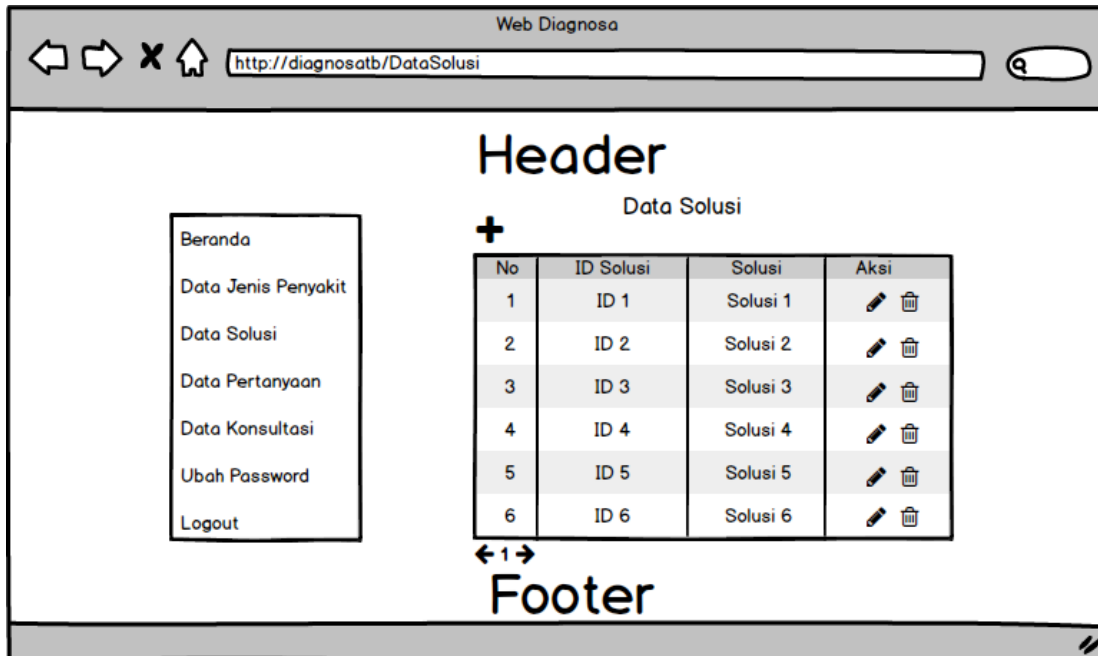 Web Diagnosa
http://diagnosatb/DataSolusi
Header
Beranda
Data Jenis Penyakit
Data Solusi
Data Pertanyaan
Data Konsultasi
Ubah Password
Logout
Data Solusi
No ID Solusi Solusi Aksi
1 ID 1 Solusi 1
2 ID 2 Solusi 2
3 ID 3 Solusi 3
4 ID 4 Solusi 4
5 ID 5 Solusi 5
6 ID 6 Solusi 6
1
Footer